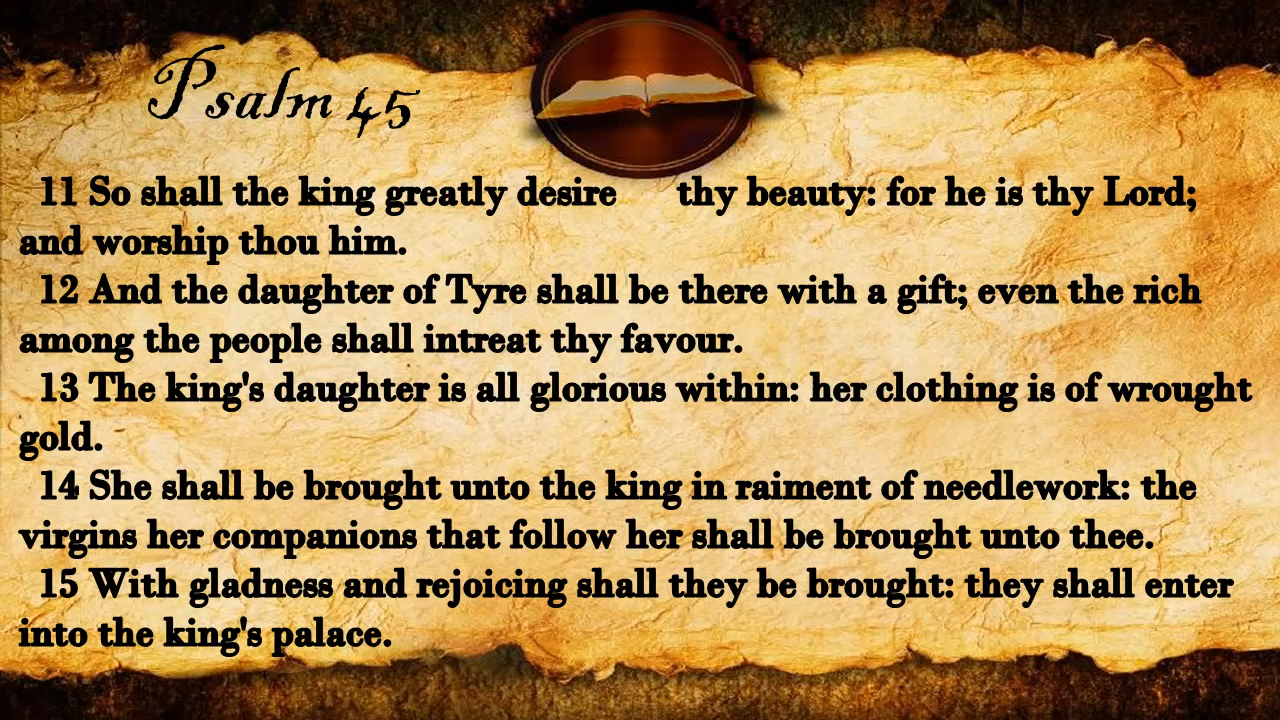 Psalm 45
11 So shall the king greatly desire thy beauty: for he is thy Lord;
and worship thou him.
12 And the daughter of Tyre shall be there with a gift; even the rich
among the people shall intreat thy favour.
13 The king's daughter is all glorious within: her clothing is of wrought
gold.
14 She shall be brought unto the king in raiment of needlework: the
virgins her companions that follow her shall be brought unto thee.
15 With gladness and rejoicing shall they be brought: they shall enter
into the king's palace.